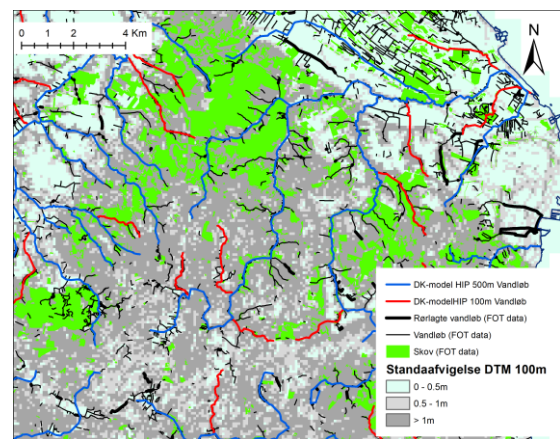 0 2 4 Km
N
DK-model HIP 500m Vandløb
DK-modelHIP 100m Vandløb
Rørlagte vandløb (FOT data)
Vandløb (FOT data)
Skov (FOT data)
Standaafvigelse DTM 100m
0 - 0.5m
0.5 - 1m
> 1m